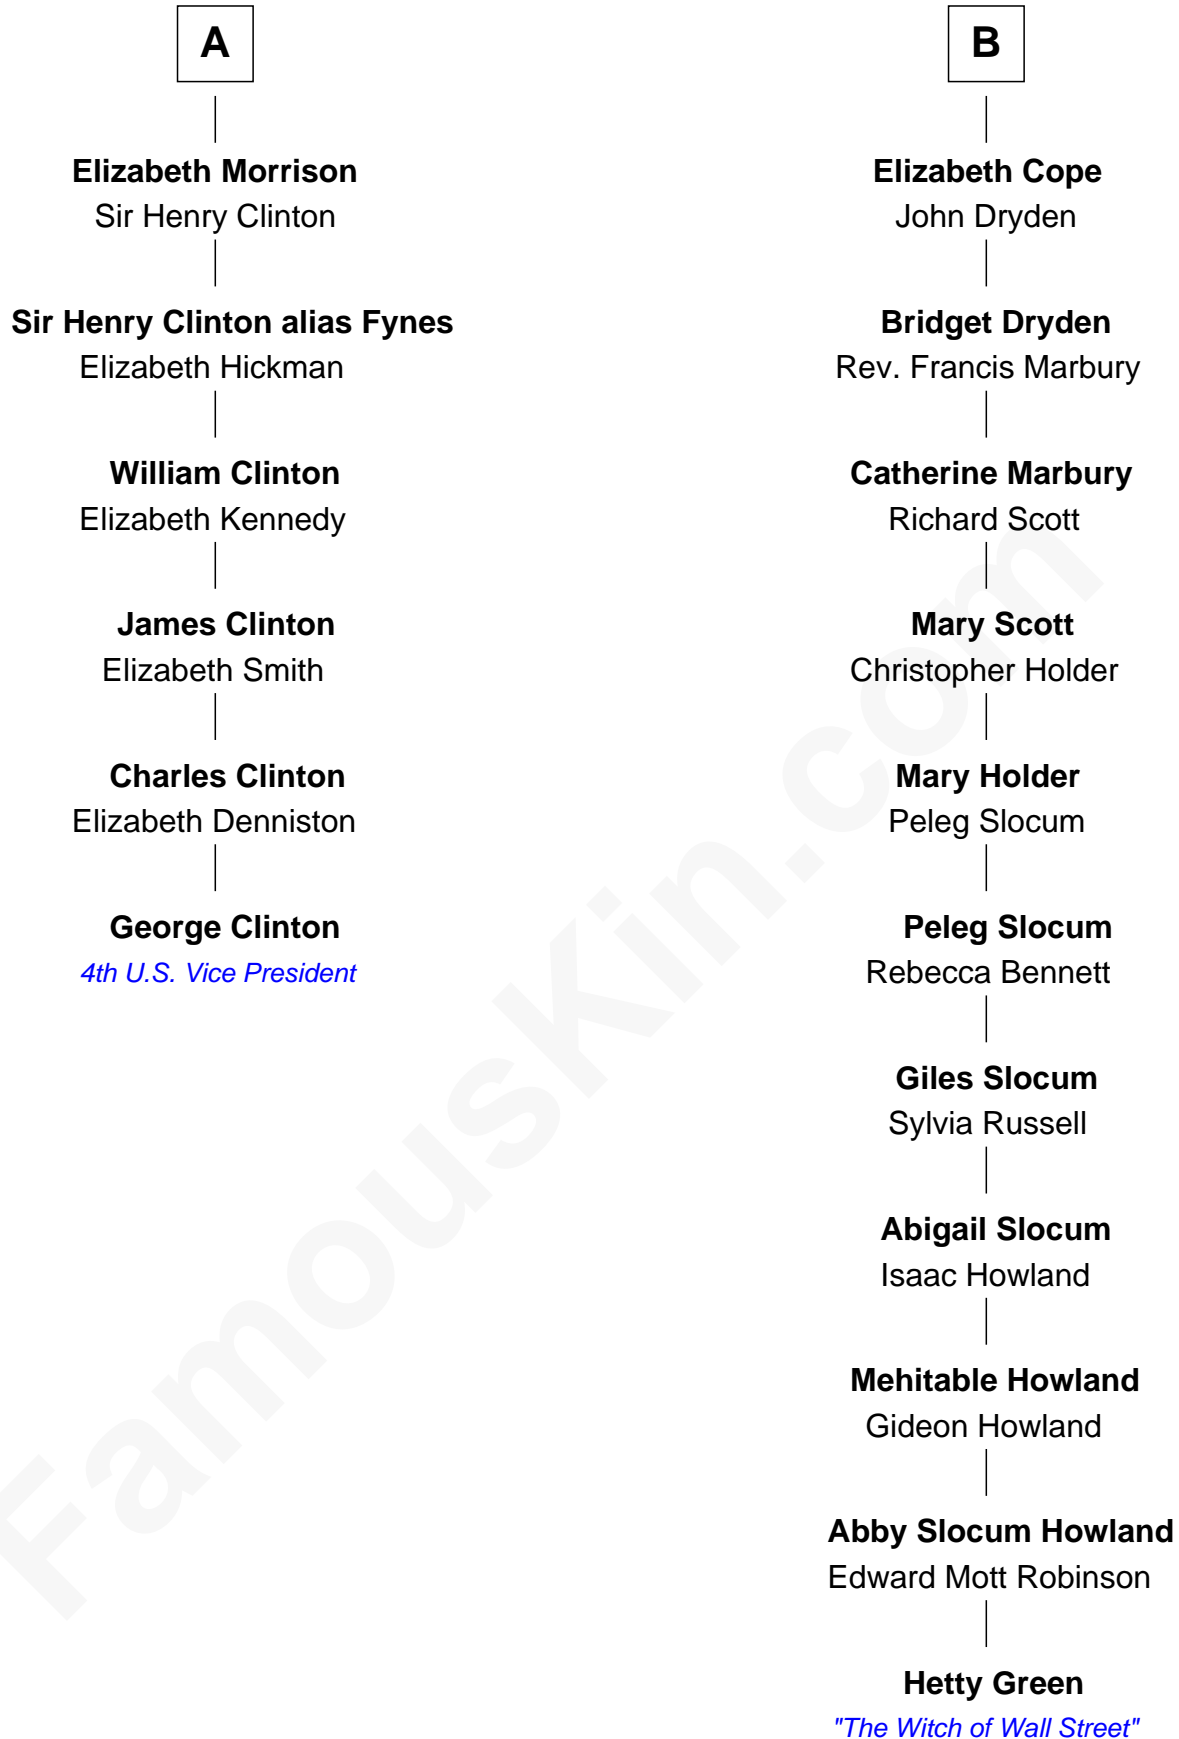 A
Elizabeth Morrison
Sir Henry Clinton
Sir Henry Clinton alias Fynes
Elizabeth Hickman
William Clinton
Elizabeth Kennedy
James Clinton
Elizabeth Smith
Charles Clinton
Elizabeth Denniston
George Clinton
4th U.S. Vice President
B
Elizabeth Cope
John Dryden
Bridget Dryden
Rev. Francis Marbury
Catherine Marbury
Richard Scott
Mary Scott
Christopher Holder
Mary Holder
Peleg Slocum
Peleg Slocum
Rebecca Bennett
Giles Slocum
Sylvia Russell
Abigail Slocum
Isaac Howland
Mehitable Howland
Gideon Howland
Abby Slocum Howland
Edward Mott Robinson
Hetty Green
"The Witch of Wall Street"
FamousKin.com